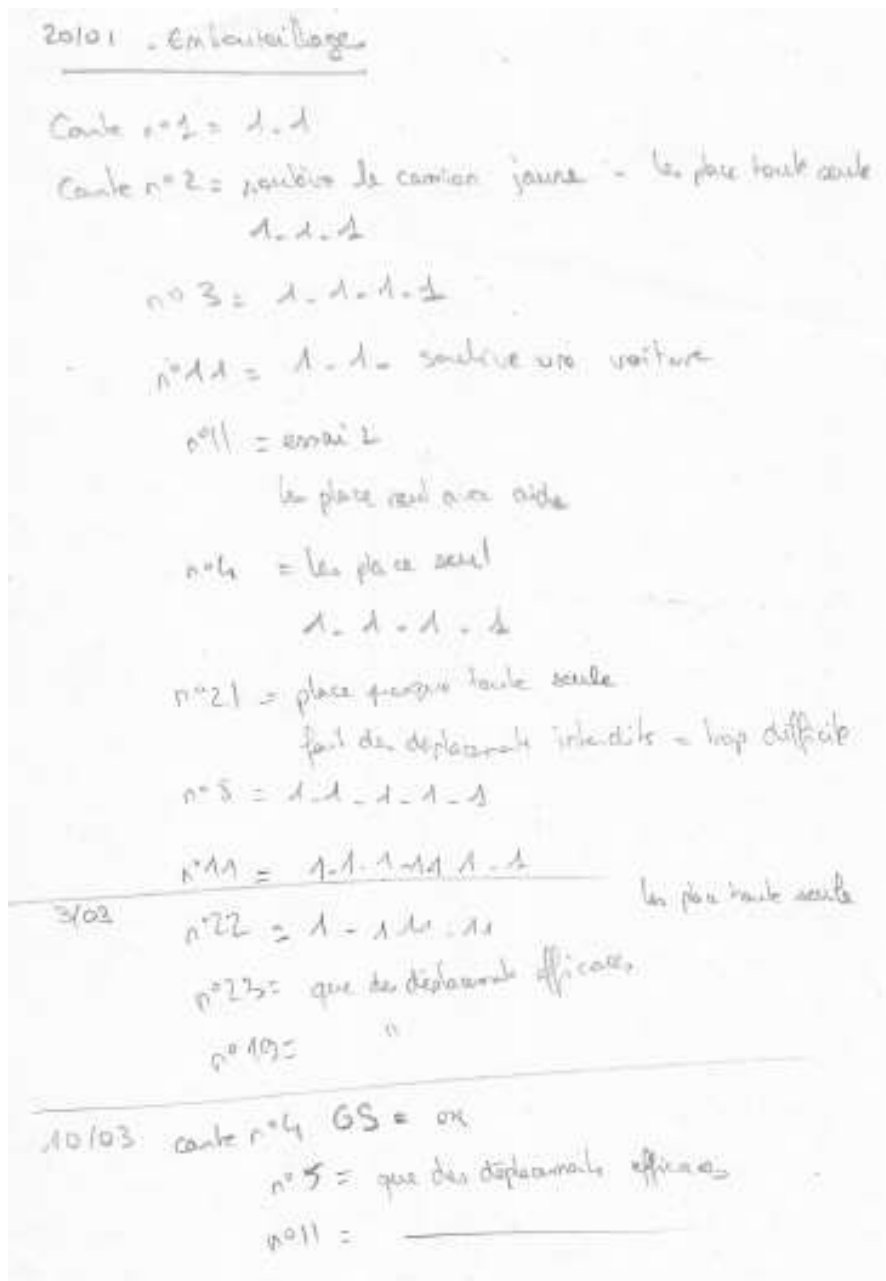 20/01 - Embouteillage
Carte n°1 = 1-1
Carte n°2 = soulève le camion jaune - les place toute seule
1-1-1
n°3 = 1-1-1-1
n°11 = 1-1- soulève une voiture
n°11 = essai 2
les place seul avec aide
n°4 = les place seul
1-1-1-1
n°21 = place presque toute seule
fait des déplacements interdits = trop difficile
n°5 = 1-1-1-1-1
n°11 = 1-1-1-11 1-1
les place toute seule
3/03 n°22 = 1-1 1-11
n°23 = que des déplacements efficaces
n°19 = "
10/03 carte n°4 GS = ok
n°5 = que des déplacements efficaces
n°11 =